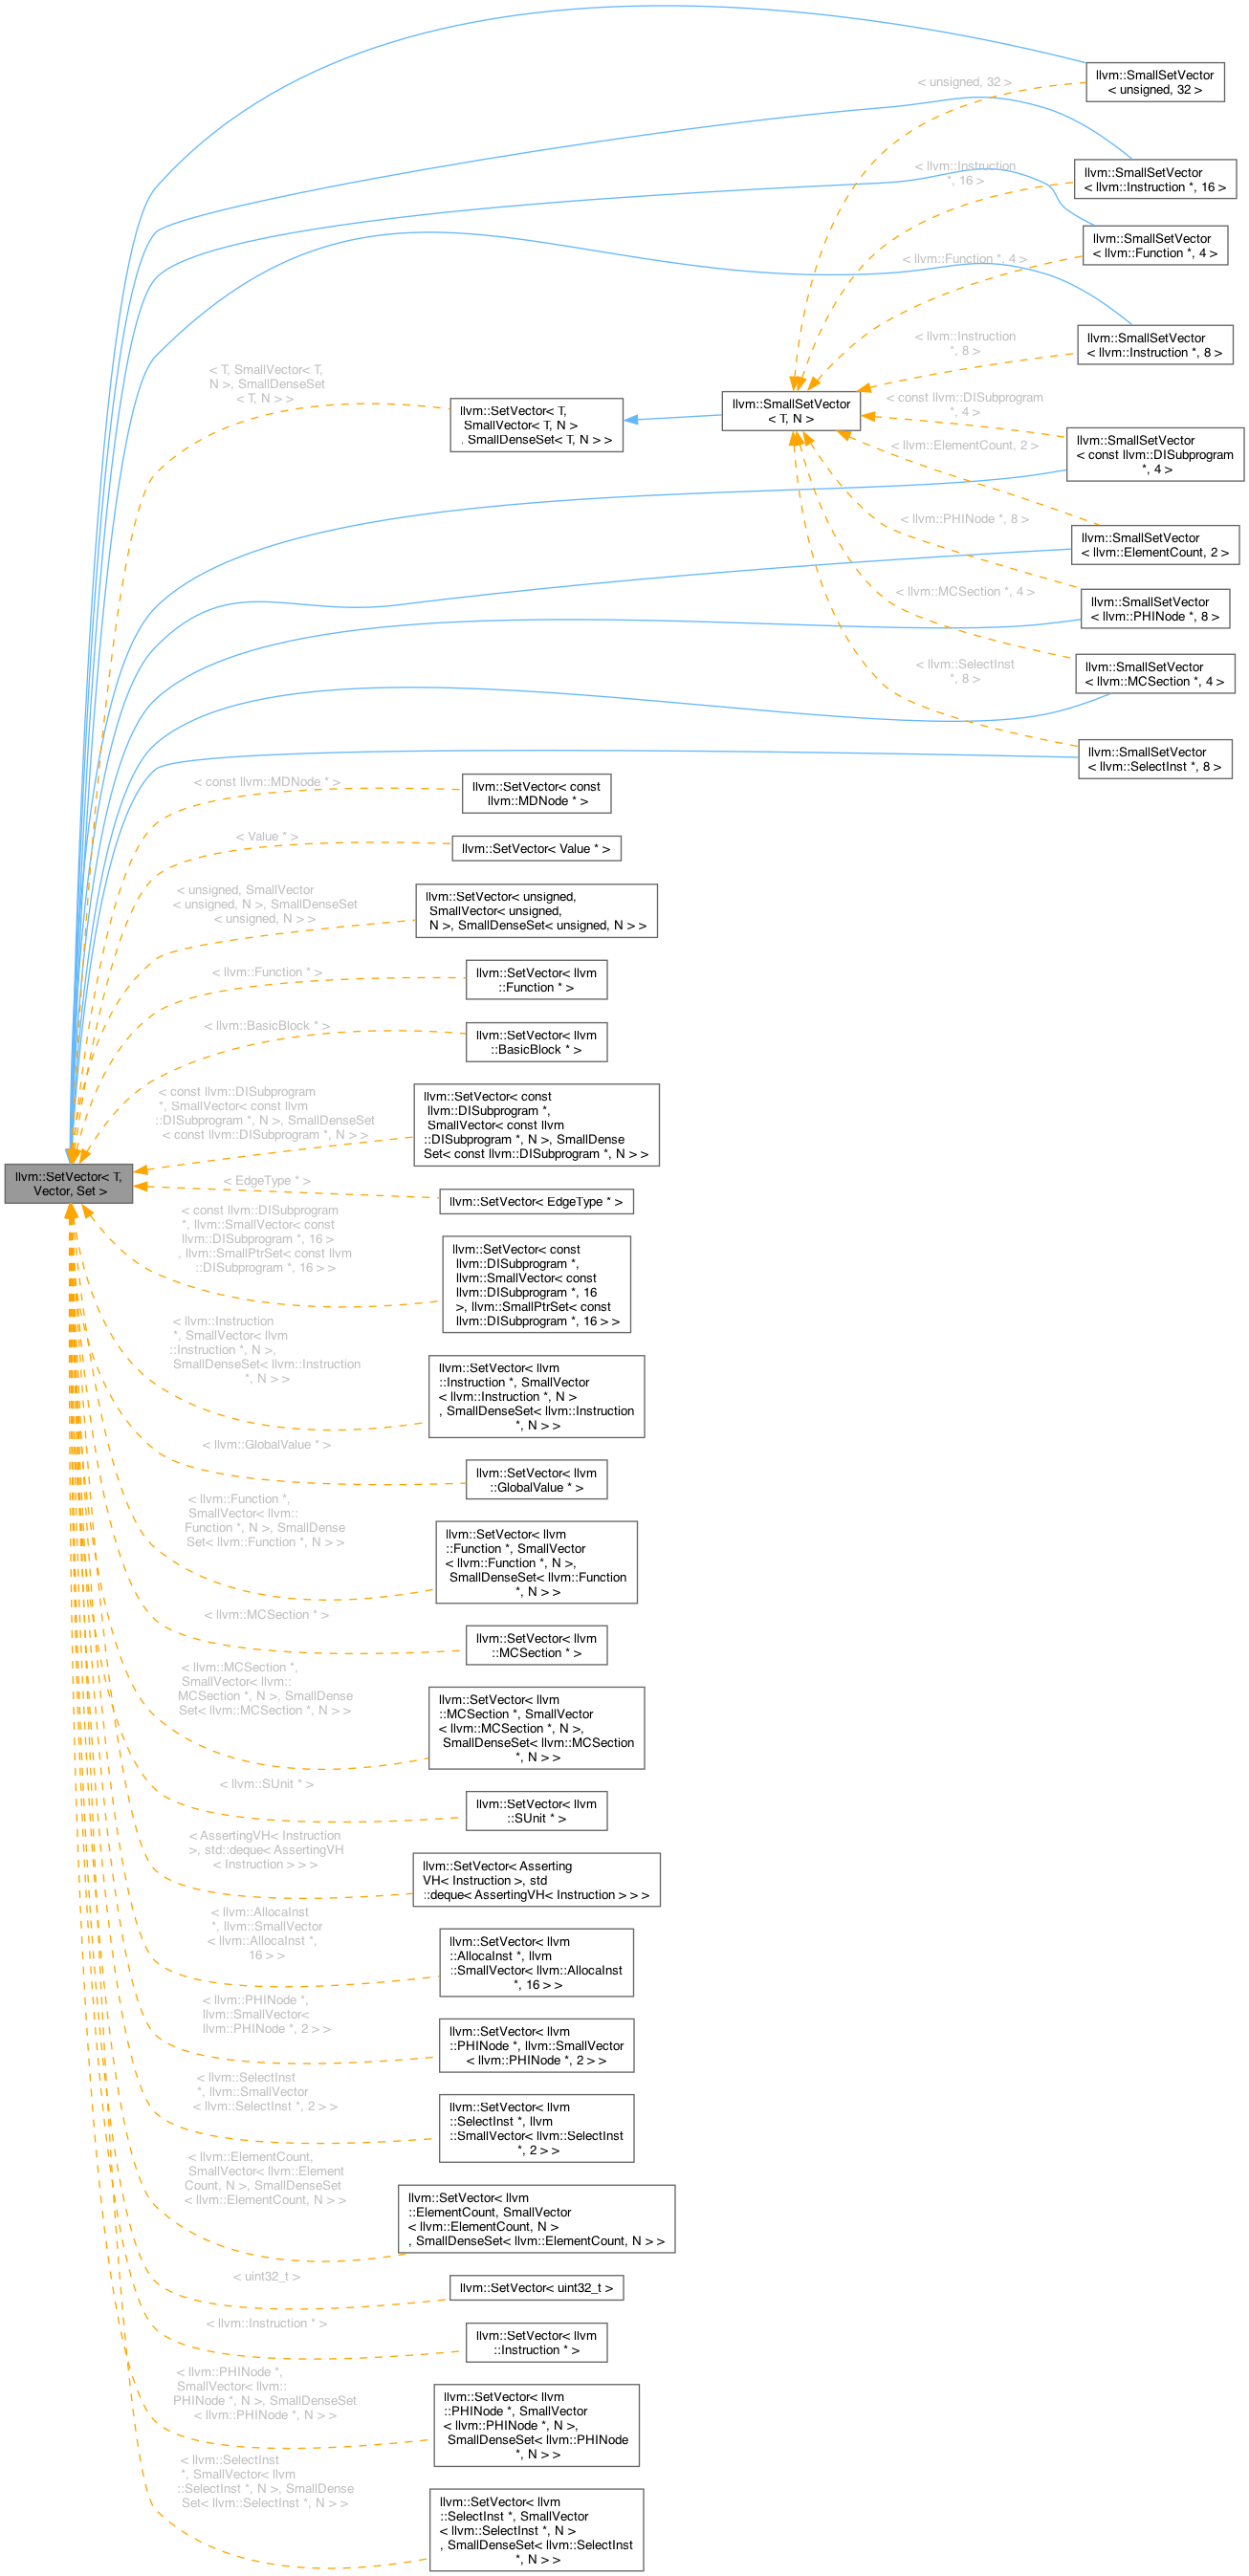 llvm::SmallSetVector
< unsigned, 32 >
< unsigned, 32 >
llvm::SmallSetVector
< llvm::Instruction *, 16 >
< llvm::Instruction
*, 16 >
llvm::SmallSetVector
< llvm::Function *, 4 >
< llvm::Function *, 4 >
llvm::SmallSetVector
< llvm::Instruction *, 8 >
< llvm::Instruction
*, 8 >
< T, SmallVector< T,
N >, SmallDenseSet
< T, N > >
llvm::SetVector< T,
SmallVector< T, N >
, SmallDenseSet< T, N > >
llvm::SmallSetVector
< T, N >
< const llvm::DISubprogram
*, 4 >
llvm::SmallSetVector
< const llvm::DISubprogram
*, 4 >
< llvm::ElementCount, 2 >
llvm::SmallSetVector
< llvm::ElementCount, 2 >
< llvm::PHINode *, 8 >
llvm::SmallSetVector
< llvm::PHINode *, 8 >
< llvm::MCSection *, 4 >
llvm::SmallSetVector
< llvm::MCSection *, 4 >
< llvm::SelectInst
*, 8 >
llvm::SmallSetVector
< llvm::SelectInst *, 8 >
< const llvm::MDNode * >
llvm::SetVector< const
llvm::MDNode * >
< Value * >
llvm::SetVector< Value * >
< unsigned, SmallVector
< unsigned, N >, SmallDenseSet
< unsigned, N > >
llvm::SetVector< unsigned,
SmallVector< unsigned,
N >, SmallDenseSet< unsigned, N > >
< llvm::Function * >
llvm::SetVector< llvm
::Function * >
< llvm::BasicBlock * >
llvm::SetVector< llvm
::BasicBlock * >
< const llvm::DISubprogram
*, SmallVector< const llvm
::DISubprogram *, N >, SmallDenseSet
< const llvm::DISubprogram *, N > >
llvm::SetVector< const
llvm::DISubprogram *,
SmallVector< const llvm
::DISubprogram *, N >, SmallDense
Set< const llvm::DISubprogram *, N > >
llvm::SetVector< T,
Vector, Set >
< EdgeType * >
llvm::SetVector< EdgeType * >
< const llvm::DISubprogram
*, llvm::SmallVector< const
llvm::DISubprogram *, 16 >
, llvm::SmallPtrSet< const llvm
::DISubprogram *, 16 > >
llvm::SetVector< const
llvm::DISubprogram *,
llvm::SmallVector< const
llvm::DISubprogram *, 16
>, llvm::SmallPtrSet< const
llvm::DISubprogram *, 16 > >
< llvm::Instruction
*, SmallVector< llvm
::Instruction *, N >,
SmallDenseSet< llvm::Instruction
*, N > >
llvm::SetVector< llvm
::Instruction *, SmallVector
< llvm::Instruction *, N >
, SmallDenseSet< llvm::Instruction
*, N > >
< llvm::GlobalValue * >
llvm::SetVector< llvm
::GlobalValue * >
< llvm::Function *,
SmallVector< llvm::
Function *, N >, SmallDense
Set< llvm::Function *, N > >
llvm::SetVector< llvm
::Function *, SmallVector
< llvm::Function *, N >,
SmallDenseSet< llvm::Function
*, N > >
< llvm::MCSection * >
llvm::SetVector< llvm
::MCSection * >
< llvm::MCSection *,
SmallVector< llvm::
MCSection *, N >, SmallDense
Set< llvm::MCSection *, N > >
llvm::SetVector< llvm
::MCSection *, SmallVector
< llvm::MCSection *, N >,
SmallDenseSet< llvm::MCSection
*, N > >
< llvm::SUnit * >
llvm::SetVector< llvm
::SUnit * >
< AssertingVH< Instruction
>, std::deque< AssertingVH
< Instruction > > >
llvm::SetVector< Asserting
VH< Instruction >, std
::deque< AssertingVH< Instruction > > >
< llvm::AllocaInst
*, llvm::SmallVector
< llvm::AllocaInst *,
16 > >
llvm::SetVector< llvm
::AllocaInst *, llvm
::SmallVector< llvm::AllocaInst
*, 16 > >
< llvm::PHINode *,
llvm::SmallVector<
llvm::PHINode *, 2 > >
llvm::SetVector< llvm
::PHINode *, llvm::SmallVector
< llvm::PHINode *, 2 > >
< llvm::SelectInst
*, llvm::SmallVector
< llvm::SelectInst *, 2 > >
llvm::SetVector< llvm
::SelectInst *, llvm
::SmallVector< llvm::SelectInst
*, 2 > >
< llvm::ElementCount,
SmallVector< llvm::Element
Count, N >, SmallDenseSet
< llvm::ElementCount, N > >
llvm::SetVector< llvm
::ElementCount, SmallVector
< llvm::ElementCount, N >
, SmallDenseSet< llvm::ElementCount, N > >
< uint32_t >
llvm::SetVector< uint32_t >
< llvm::Instruction * >
llvm::SetVector< llvm
::Instruction * >
< llvm::PHINode *,
SmallVector< llvm::
PHINode *, N >, SmallDenseSet
< llvm::PHINode *, N > >
llvm::SetVector< llvm
::PHINode *, SmallVector
< llvm::PHINode *, N >,
SmallDenseSet< llvm::PHINode
*, N > >
< llvm::SelectInst
*, SmallVector< llvm
::SelectInst *, N >, SmallDense
Set< llvm::SelectInst *, N > >
llvm::SetVector< llvm
::SelectInst *, SmallVector
< llvm::SelectInst *, N >
, SmallDenseSet< llvm::SelectInst
*, N > >